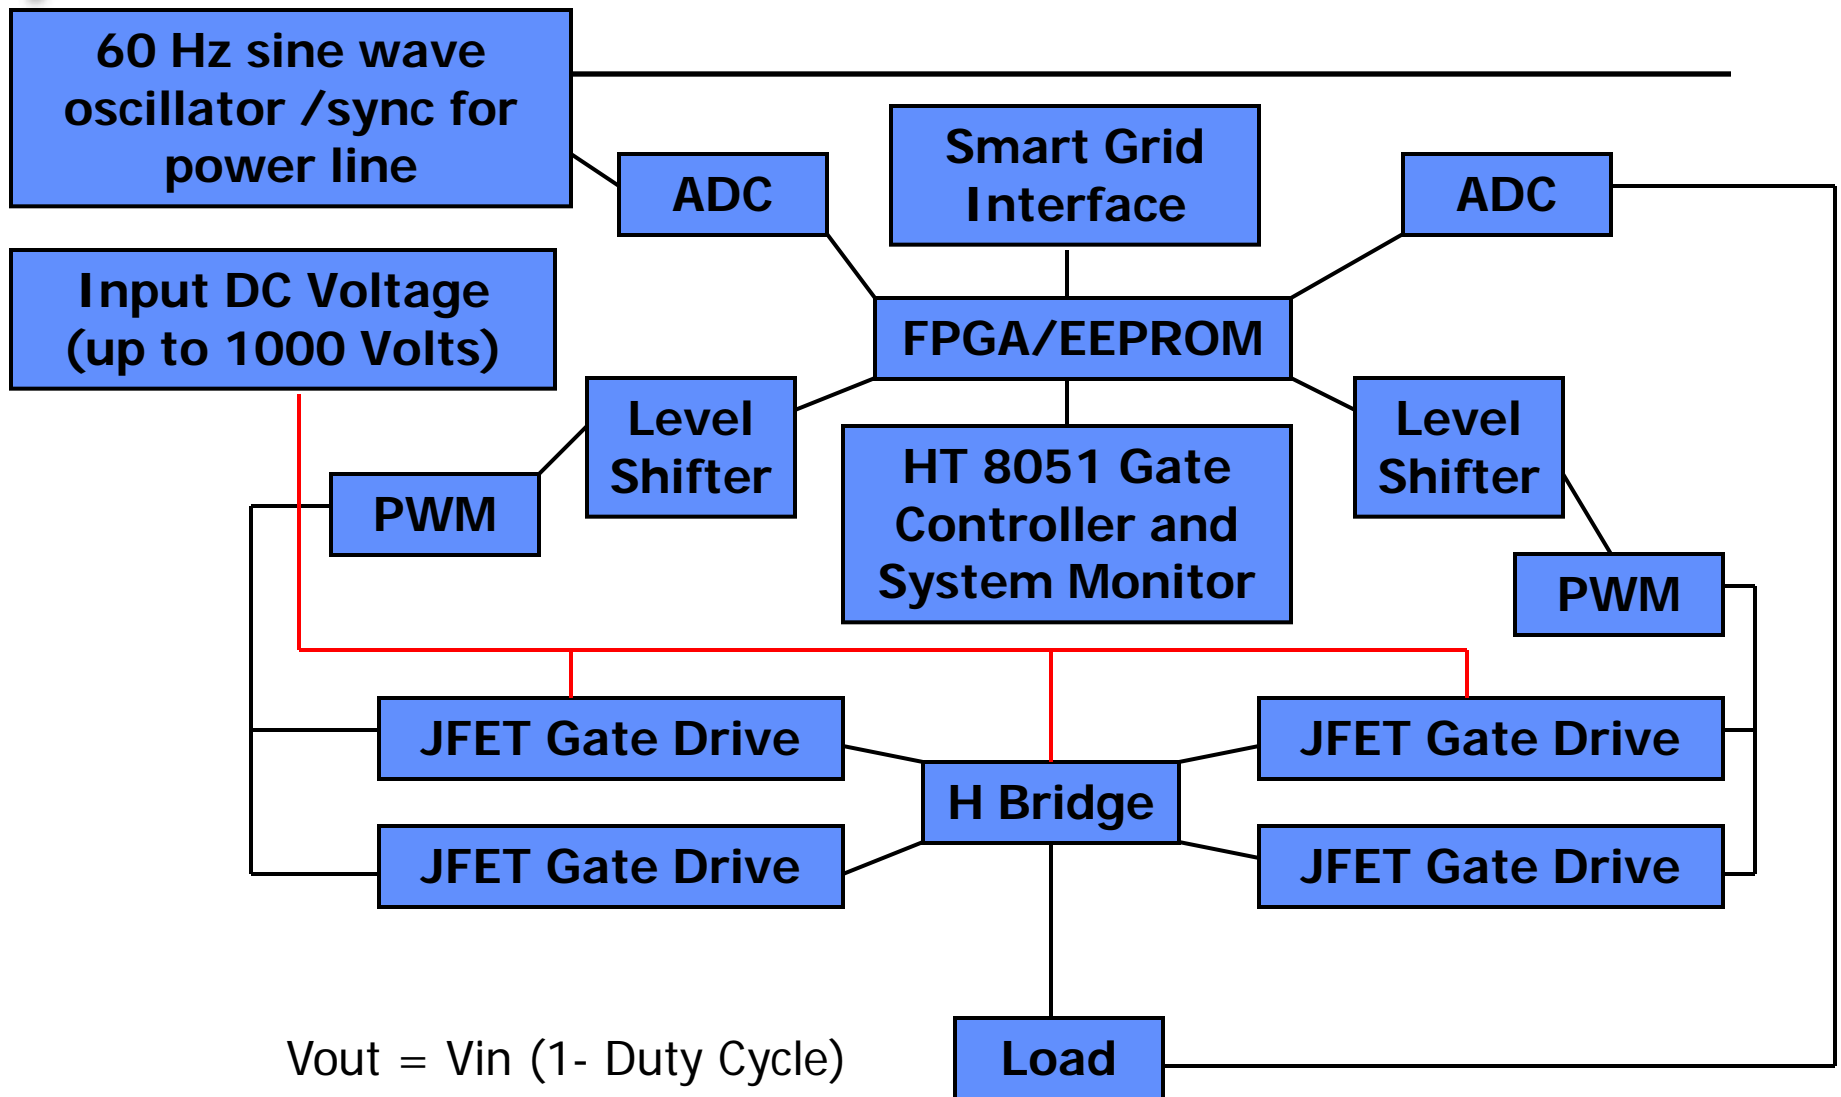 60 Hz sine wave
oscillator /sync for
power line
ADC
Smart Grid
Interface
ADC
Input DC Voltage
(up to 1000 Volts)
FPGA/EEPROM
Level
Shifter
Level
Shifter
PWM
HT 8051 Gate
Controller and
System Monitor
PWM
JFET Gate Drive
JFET Gate Drive
H Bridge
JFET Gate Drive
JFET Gate Drive
Vout = Vin (1- Duty Cycle)
Load